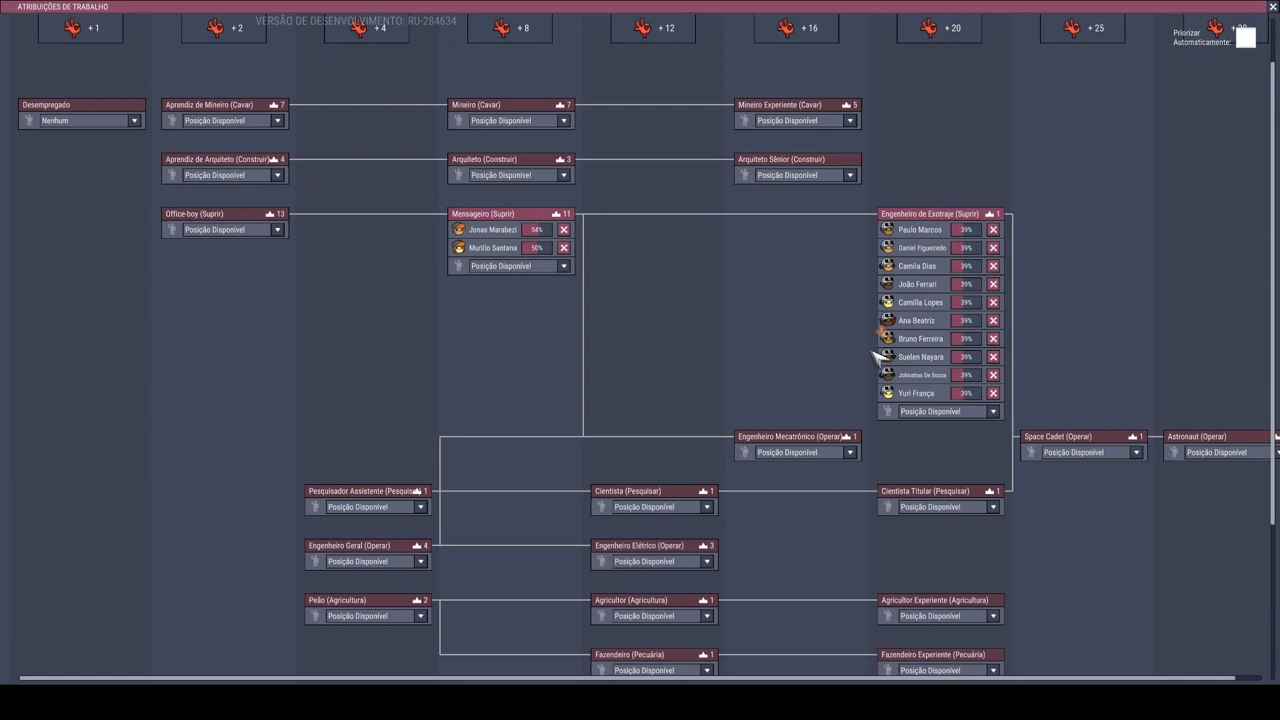 ATRIBUIÇÕES DE TRABALHO
VERSÃO DE DESENVOLVIMENTO: RU-284634
+ 1
+ 2
+ 4
+ 8
+ 12
+ 16
+ 20
+ 25
Priorizar
Automaticamente:
Desempregado
Nenhum
Aprendiz de Mineiro (Cavar) 7
Posição Disponível
Mineiro (Cavar) 7
Posição Disponível
Mineiro Experiente (Cavar) 5
Posição Disponível
Aprendiz de Arquiteto (Construir) 4
Posição Disponível
Arquiteto (Construir) 3
Posição Disponível
Arquiteto Sênior (Construir)
Posição Disponível
Office-boy (Suprir) 13
Posição Disponível
Mensageiro (Suprir) 11
Jonas Marabezi 54%
Murillo Santana 50%
Posição Disponível
Engenheiro de Exotraje (Suprir) 1
Paulo Marcos 39%
Daniel Figueiredo 39%
Camila Dias 39%
João Ferrari 39%
Camilla Lopes 39%
Ana Beatriz 39%
Bruno Ferreira 39%
Suelen Nayara 39%
Johnattas De Souza 39%
Yuri França 39%
Posição Disponível
Engenheiro Mecatrônico (Operar) 1
Posição Disponível
Space Cadet (Operar) 1
Posição Disponível
Astronaut (Operar)
Posição Disponível
Pesquisador Assistente (Pesquisar) 1
Posição Disponível
Cientista (Pesquisar) 1
Posição Disponível
Cientista Titular (Pesquisar) 1
Posição Disponível
Engenheiro Geral (Operar) 4
Posição Disponível
Engenheiro Elétrico (Operar) 3
Posição Disponível
Peão (Agricultura) 2
Posição Disponível
Agricultor (Agricultura) 1
Posição Disponível
Agricultor Experiente (Agricultura)
Posição Disponível
Fazendeiro (Pecuária) 1
Posição Disponível
Fazendeiro Experiente (Pecuária)
Posição Disponível